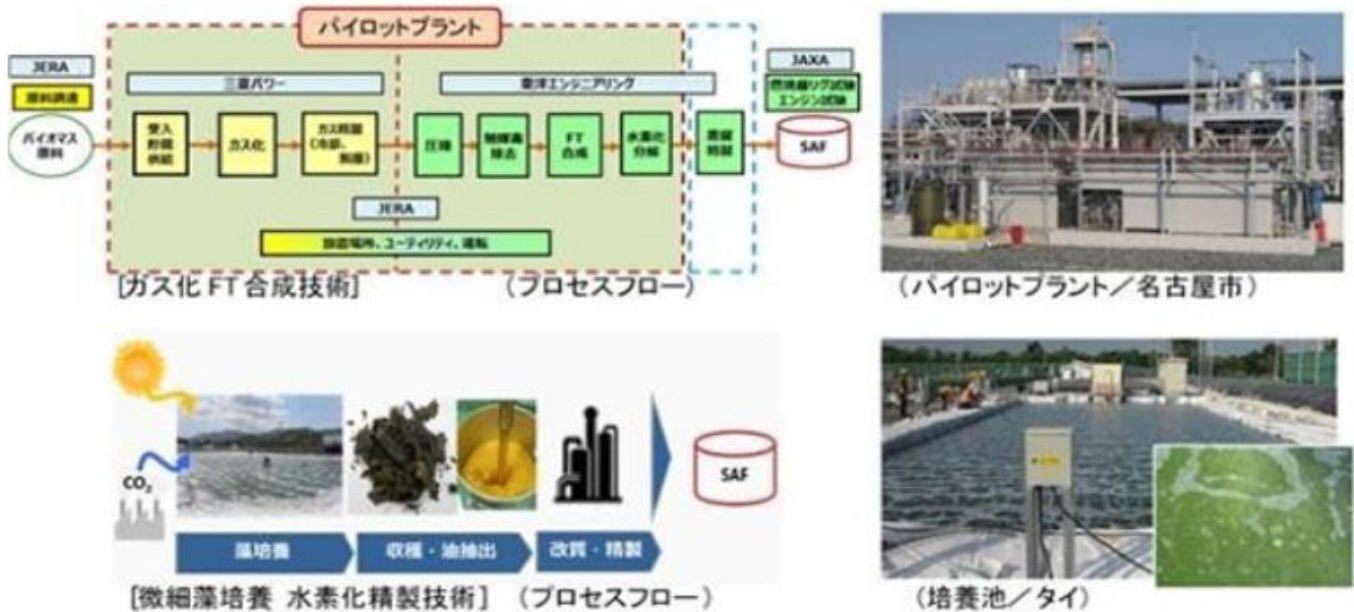 パイロットプラント
JERA
原料調達
バイオマス
原料
三菱パワー
東洋エンジニアリング
JAXA
燃焼器リグ試験
エンジン試験
受入
貯蔵
供給
ガス化
ガス精製
圧縮
触媒毒
除去
FT
合成
水素化
分解
蒸留
SAF
JERA
設置場所、ユーティリティ、運転
[ガス化 FT 合成技術]
(プロセスフロー)
(パイロットプラント/名古屋市)
CO₂
SAF
藻培養
収穫・油抽出
改質・精製
[微細藻培養 水素化精製技術]
(プロセスフロー)
(培養池/タイ)